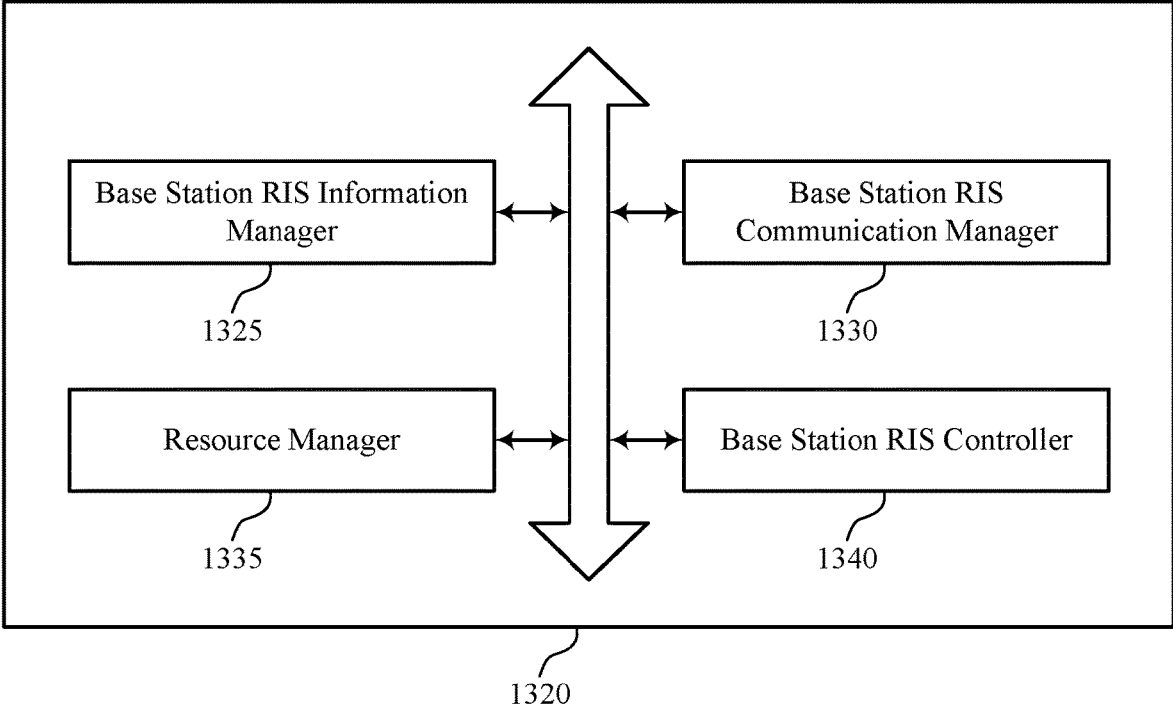 Base Station RIS Information
Manager
1325
Base Station RIS
Communication Manager
1330
Resource Manager
1335
Base Station RIS Controller
1340
1320